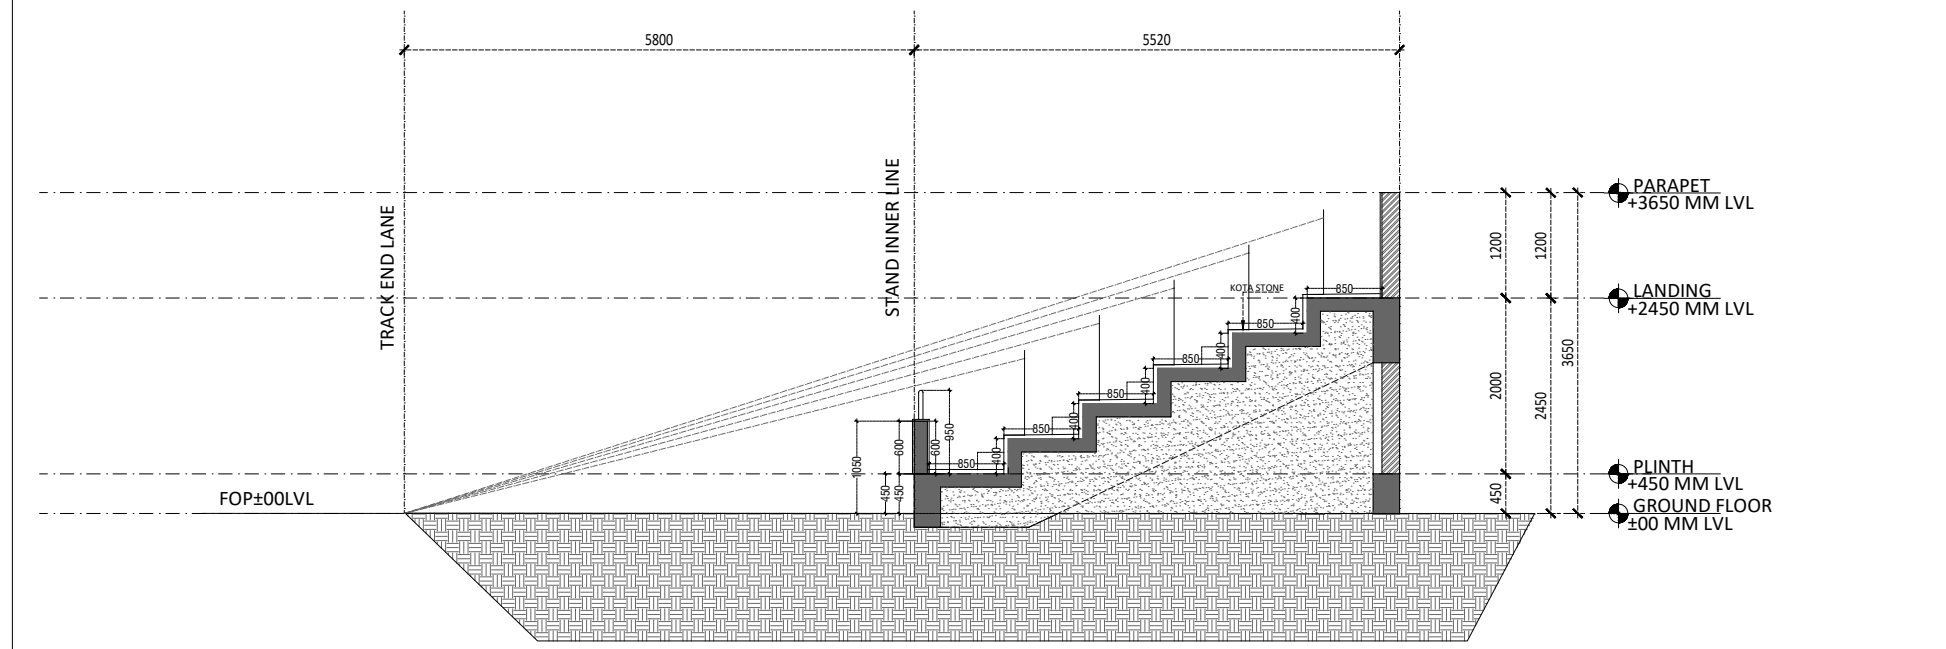 5800
5520
TRACK END LANE
STAND INNER LINE
PARAPET
+3650 MM LVL
1200
1200
KOTA STONE
850
LANDING
+2450 MM LVL
400
850
400
850
3650
400
850
2000
2450
400
850
950
600
600
400
850
1050
PLINTH
+450 MM LVL
450
450
450
FOP±00LVL
GROUND FLOOR
±00 MM LVL